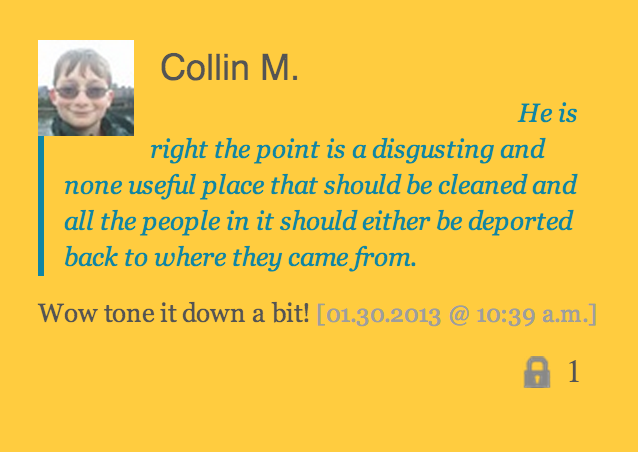 Collin M.
He is
right the point is a disgusting and
none useful place that should be cleaned and
all the people in it should either be deported
back to where they came from.
Wow tone it down a bit! [01.30.2013 @ 10:39 a.m.]
1